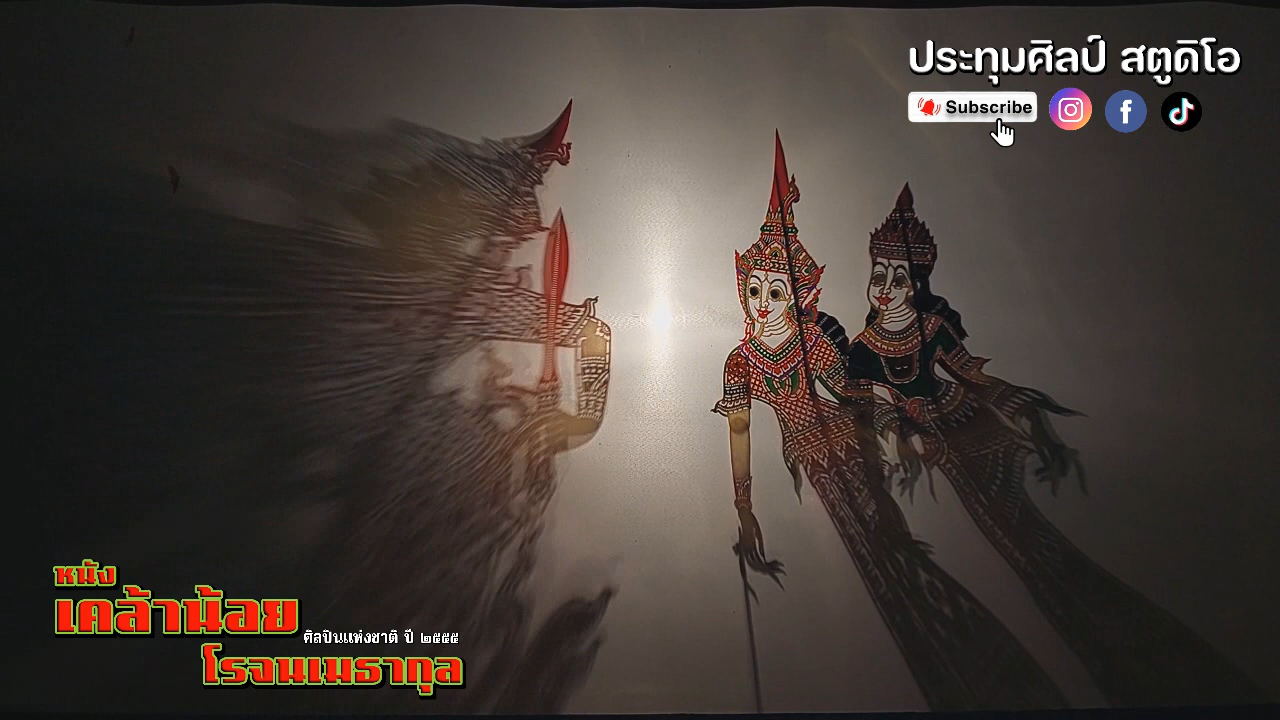 ประทุมศิลป์ สตูดิโอ
Subscribe
หนัง
เคล้าน้อย
ศิลปินแห่งชาติ ปี ๒๕๕๕
โรจนเมธากุล